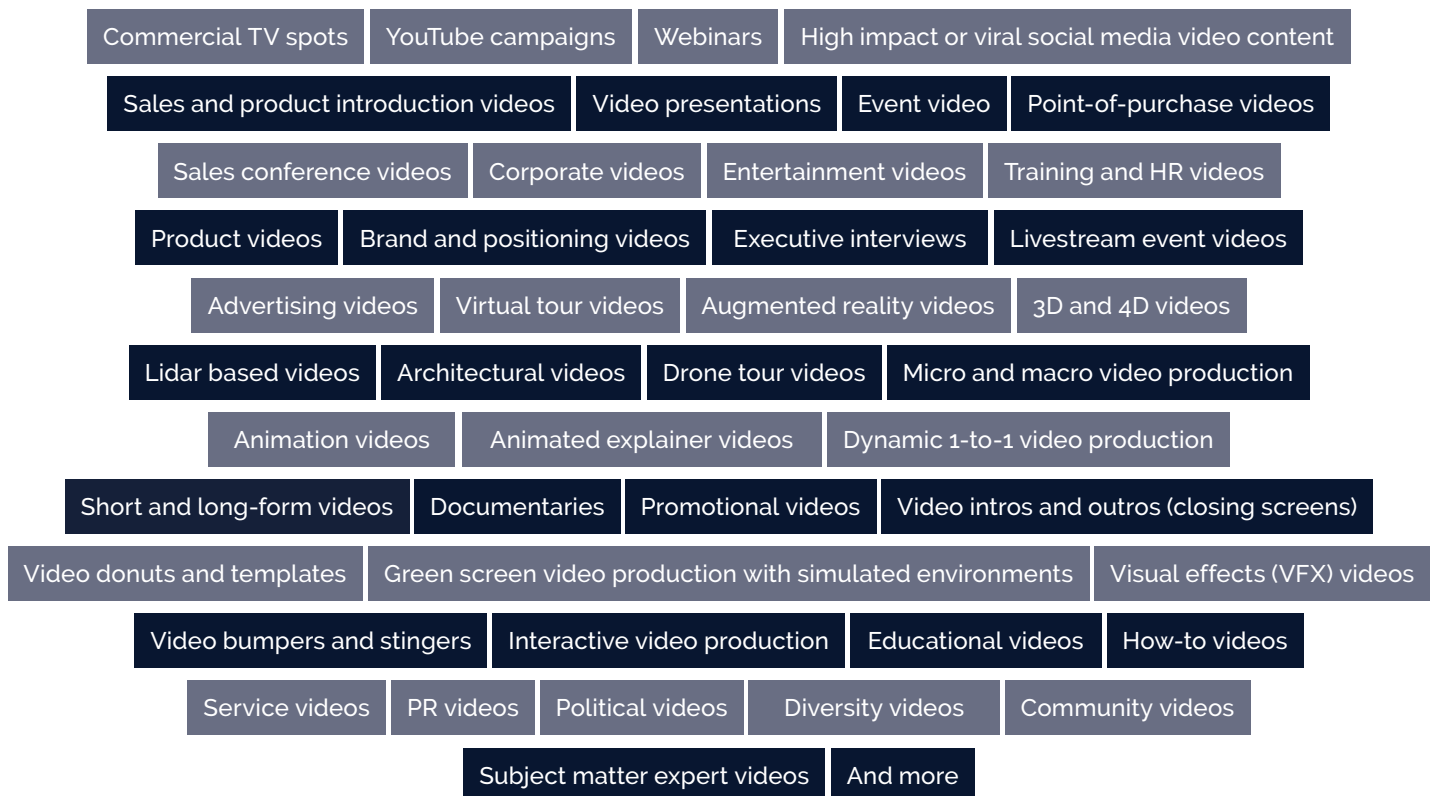 Commercial TV spots YouTube campaigns Webinars High impact or viral social media video content
Sales and product introduction videos Video presentations Event video Point-of-purchase videos
Sales conference videos Corporate videos Entertainment videos Training and HR videos
Product videos Brand and positioning videos Executive interviews Livestream event videos
Advertising videos Virtual tour videos Augmented reality videos 3D and 4D videos
Lidar based videos Architectural videos Drone tour videos Micro and macro video production
Animation videos Animated explainer videos Dynamic 1-to-1 video production
Short and long-form videos Documentaries Promotional videos Video intros and outros (closing screens)
Video donuts and templates Green screen video production with simulated environments Visual effects (VFX) videos
Video bumpers and stingers Interactive video production Educational videos How-to videos
Service videos PR videos Political videos Diversity videos Community videos
Subject matter expert videos And more